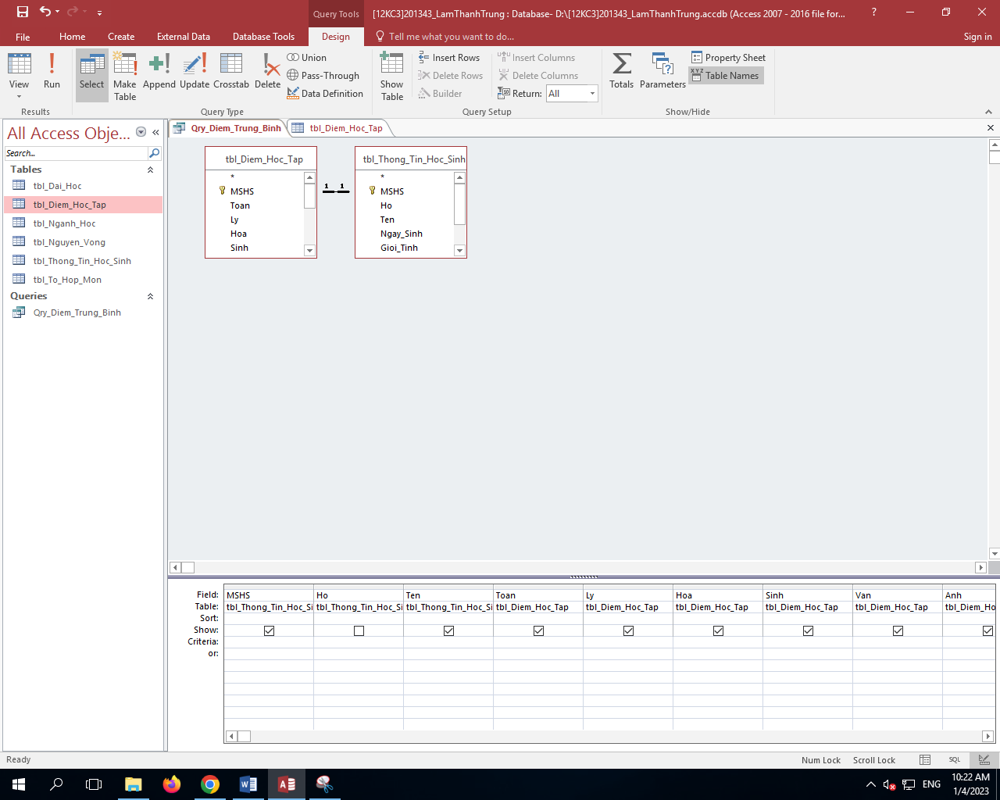 Query Tools
[12KC3]201343_LamThanhTrung : Database- D:\[12KC3]201343_LamThanhTrung.accdb (Access 2007 - 2016 file for...
File Home Create External Data Database Tools Design Tell me what you want to do... Sign in
View
Run
Results
Select
Make Table
Append
Update
Crosstab
Delete
Union
Pass-Through
Data Definition
Query Type
Show Table
Insert Rows
Delete Rows
Builder
Insert Columns
Delete Columns
Return: All
Query Setup
Totals
Parameters
Property Sheet
Table Names
Show/Hide
All Access Obje...
Search...
Tables
tbl_Dai_Hoc
tbl_Diem_Hoc_Tap
tbl_Nganh_Hoc
tbl_Nguyen_Vong
tbl_Thong_Tin_Hoc_Sinh
tbl_To_Hop_Mon
Queries
Qry_Diem_Trung_Binh
Qry_Diem_Trung_Binh tbl_Diem_Hoc_Tap
tbl_Diem_Hoc_Tap
*
MSHS
Toan
Ly
Hoa
Sinh
1 1
tbl_Thong_Tin_Hoc_Sinh
*
MSHS
Ho
Ten
Ngay_Sinh
Gioi_Tinh
Field: MSHS Ho Ten Toan Ly Hoa Sinh Van Anh
Table: tbl_Thong_Tin_Hoc_Si tbl_Thong_Tin_Hoc_Si tbl_Thong_Tin_Hoc_Si tbl_Diem_Hoc_Tap tbl_Diem_Hoc_Tap tbl_Diem_Hoc_Tap tbl_Diem_Hoc_Tap tbl_Diem_Hoc_Tap tbl_Diem_Ho
Sort:
Show:
Criteria:
or:
Ready Num Lock Scroll Lock SQL
ENG
10:22 AM
1/4/2023